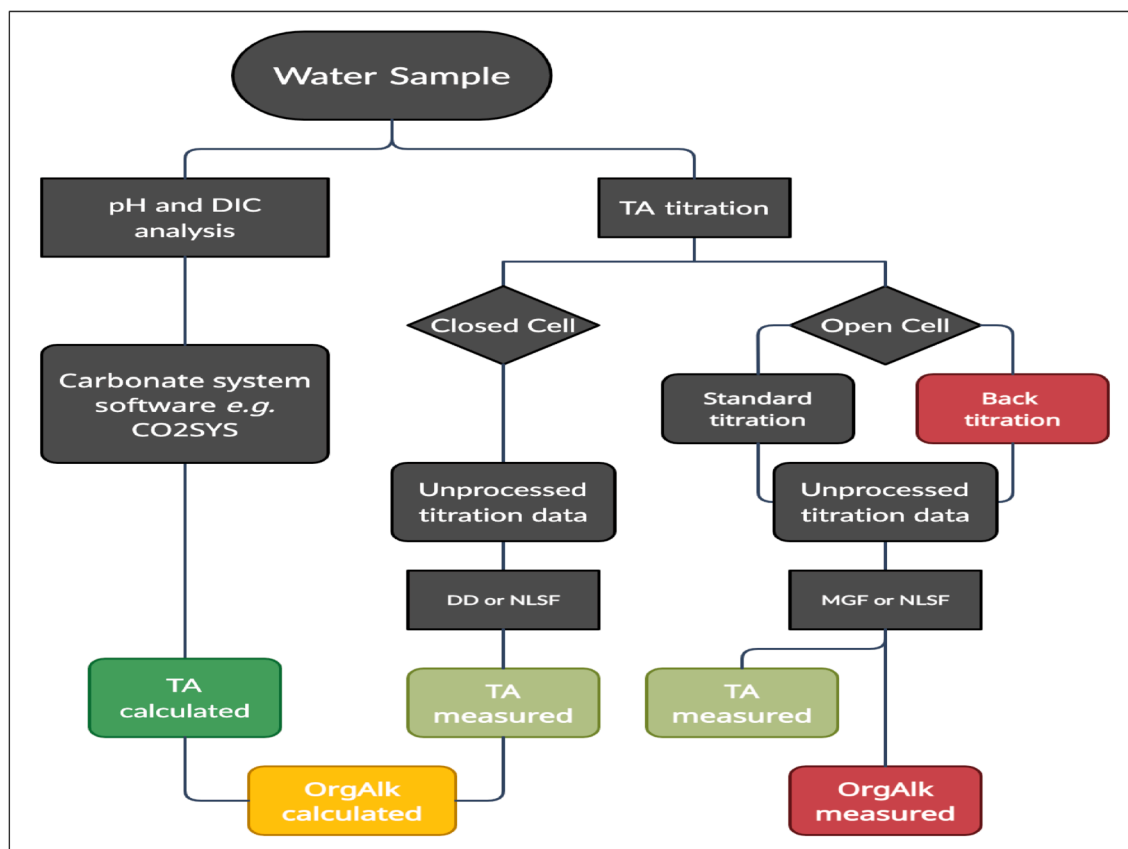 Water Sample
pH and DIC
analysis
TA titration
Closed Cell
Open Cell
Carbonate system
software e.g.
CO2SYS
Standard
titration
Back
titration
Unprocessed
titration data
Unprocessed
titration data
DD or NLSF
MGF or NLSF
TA
calculated
TA
measured
TA
measured
OrgAlk
calculated
OrgAlk
measured